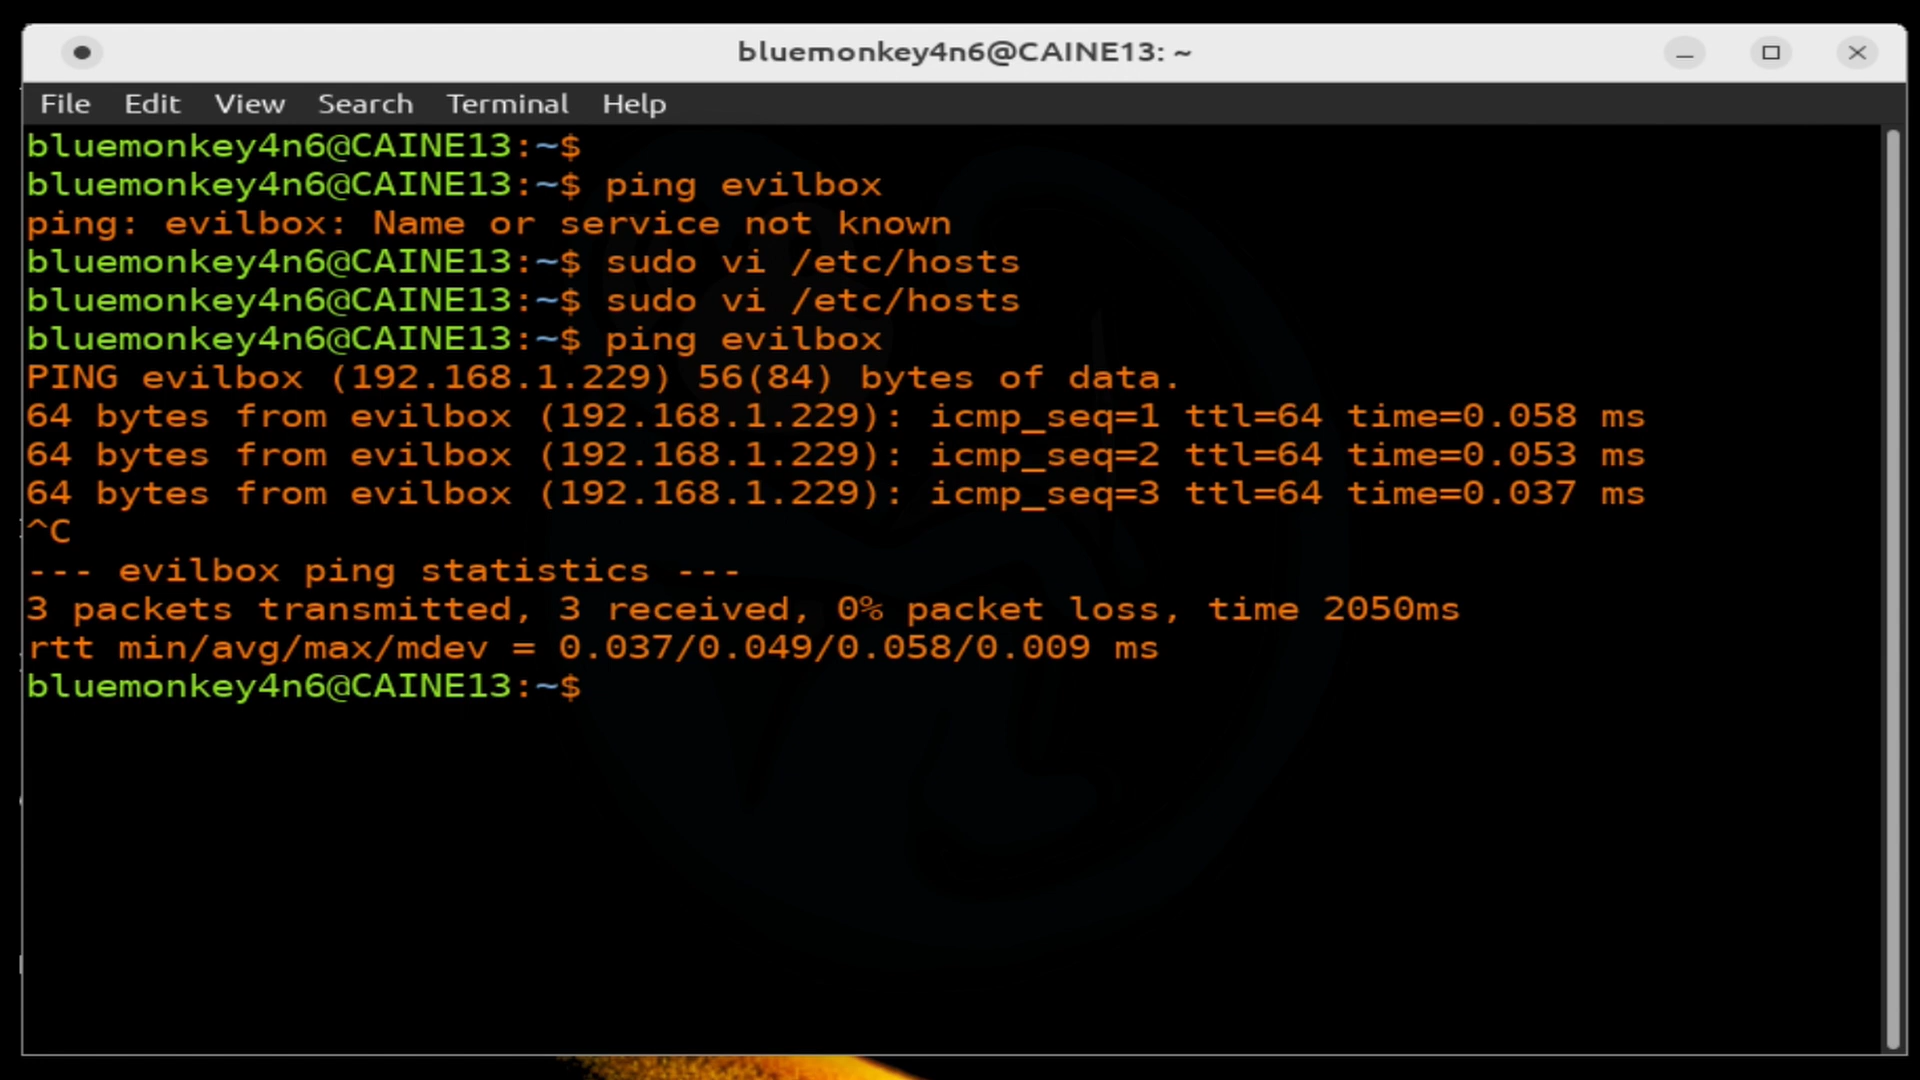 bluemonkey4n6@CAINE13: ~
File Edit View Search Terminal Help
bluemonkey4n6@CAINE13:~$
bluemonkey4n6@CAINE13:~$ ping evilbox
ping: evilbox: Name or service not known
bluemonkey4n6@CAINE13:~$ sudo vi /etc/hosts
bluemonkey4n6@CAINE13:~$ sudo vi /etc/hosts
bluemonkey4n6@CAINE13:~$ ping evilbox
PING evilbox (192.168.1.229) 56(84) bytes of data.
64 bytes from evilbox (192.168.1.229): icmp_seq=1 ttl=64 time=0.058 ms
64 bytes from evilbox (192.168.1.229): icmp_seq=2 ttl=64 time=0.053 ms
64 bytes from evilbox (192.168.1.229): icmp_seq=3 ttl=64 time=0.037 ms
^C
--- evilbox ping statistics ---
3 packets transmitted, 3 received, 0% packet loss, time 2050ms
rtt min/avg/max/mdev = 0.037/0.049/0.058/0.009 ms
bluemonkey4n6@CAINE13:~$